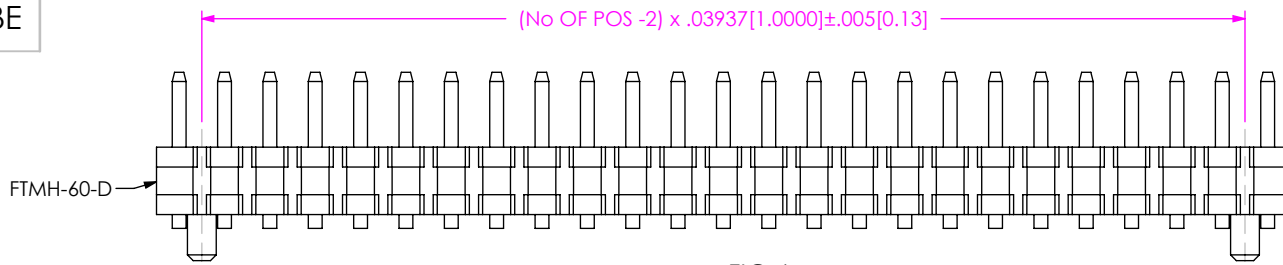 BE
(No OF POS -2) x .03937[1.0000]±.005[0.13]
FTMH-60-D